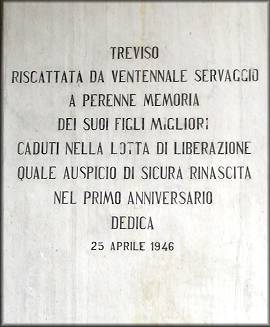 TREVISO
RISCATTATA DA VENTENNALE SERVAGGIO
A PERENNE MEMORIA
DEI SUOI FIGLI MIGLIORI
CADUTI NELLA LOTTA DI LIBERAZIONE
QUALE AUSPICIO DI SICURA RINASCITA
NEL PRIMO ANNIVERSARIO
DEDICA
25 APRILE 1946